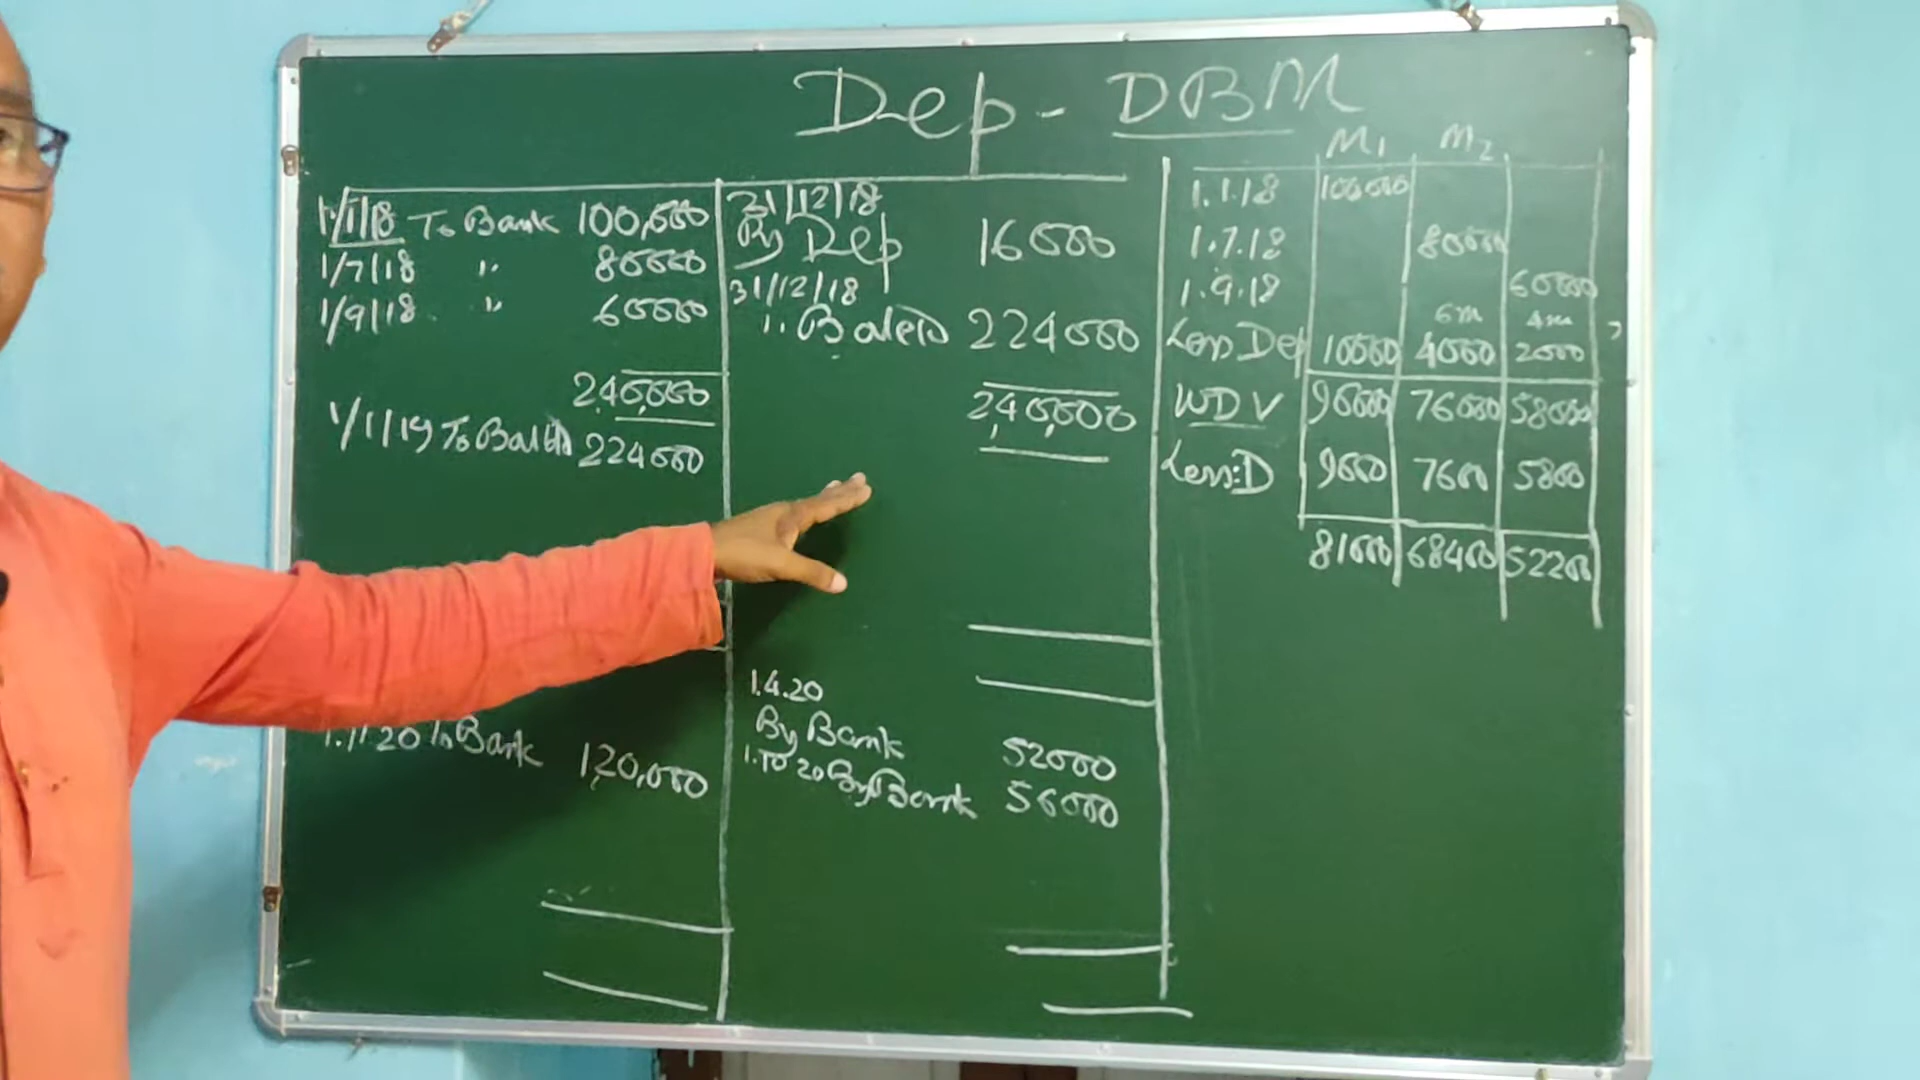 Dep - DBM
1/1/18 To Bank 100,000
1/7/18 " 80000
1/9/18 " 60000
240,000
1/1/19 To Bal b/d 224000
1.1.20 To Bank 120,000
31/12/18
By Dep 16000
31/12/18
" Bal c/d 224000
2,40,000
1.4.20
By Bank 52000
1.10.20 By Bank 56000
M1 M2
1.1.18 100000
1.7.18 80000
1.9.18 60000
6m 4m
Less Dep 10000 4000 2000
WDV 90000 76000 58000
Less: D 9000 7600 5800
81000 68400 52200